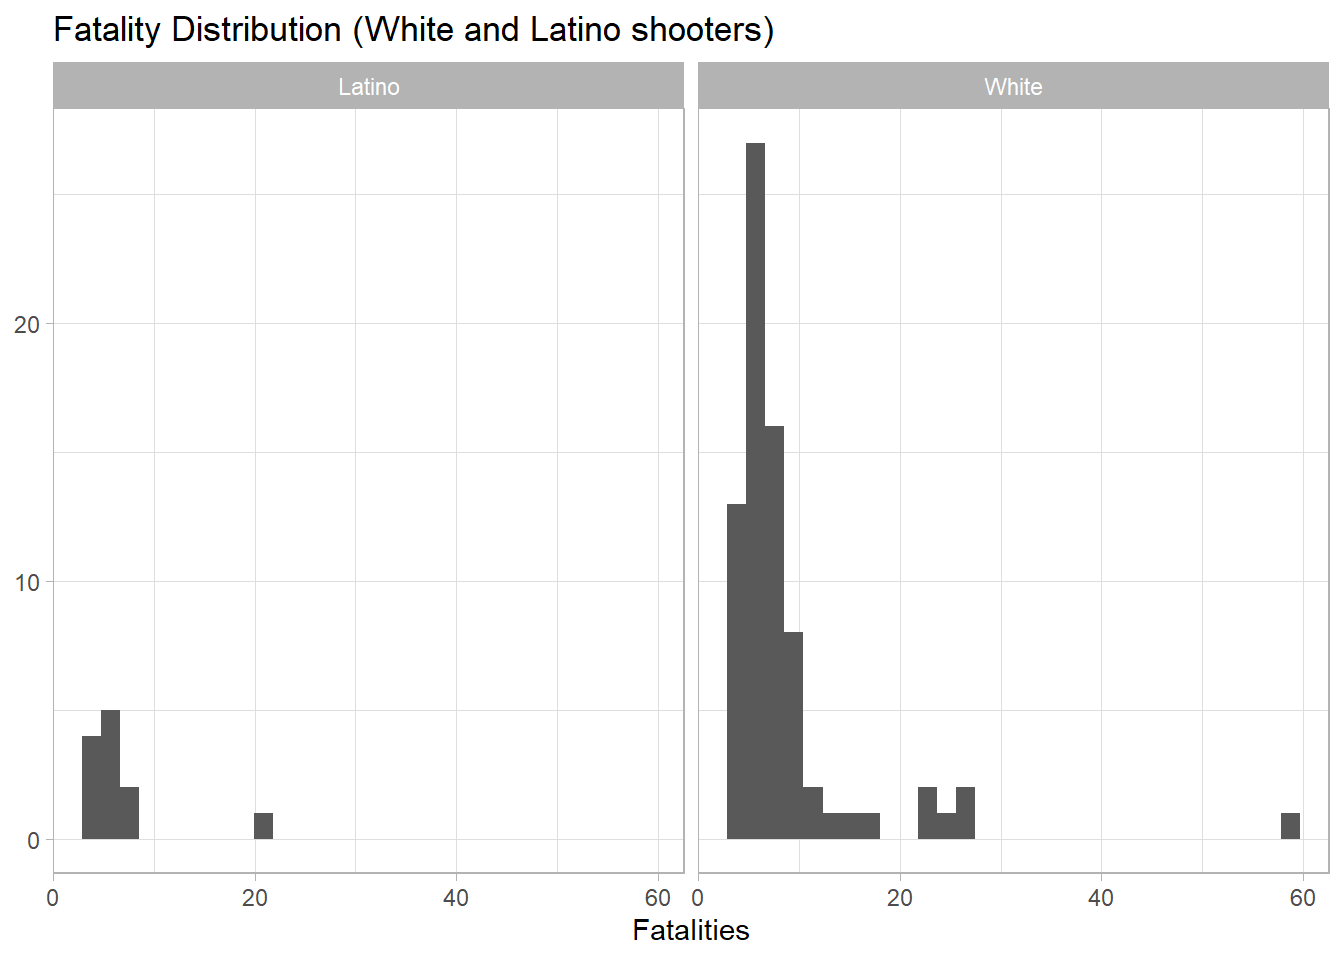 Fatality Distribution (White and Latino shooters)
Latino White
20
10
0
0 20 40 60 0 20 40 60
Fatalities